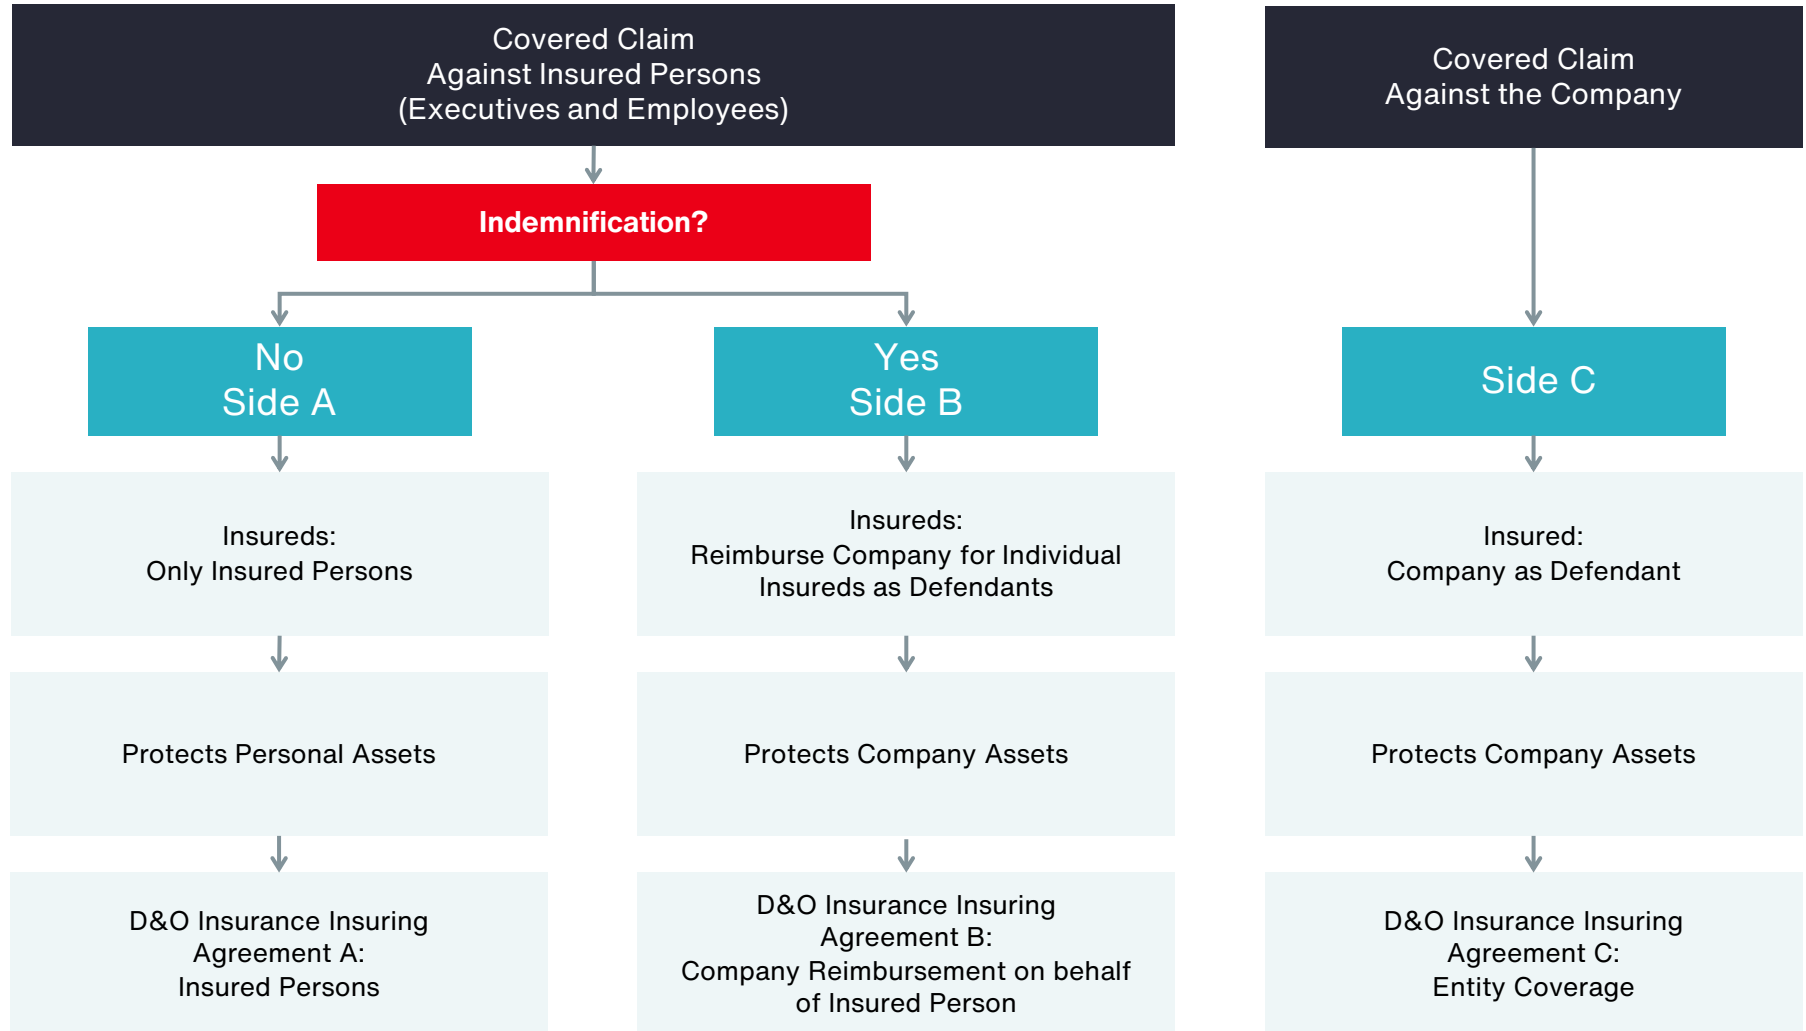 Covered Claim
Against Insured Persons
(Executives and Employees)
Covered Claim
Against the Company
Indemnification?
No
Side A
Yes
Side B
Side C
Insureds:
Only Insured Persons
Insureds:
Reimburse Company for Individual
Insureds as Defendants
Insured:
Company as Defendant
Protects Personal Assets
Protects Company Assets
Protects Company Assets
D&O Insurance Insuring
Agreement A:
Insured Persons
D&O Insurance Insuring
Agreement B:
Company Reimbursement on behalf
of Insured Person
D&O Insurance Insuring
Agreement C:
Entity Coverage